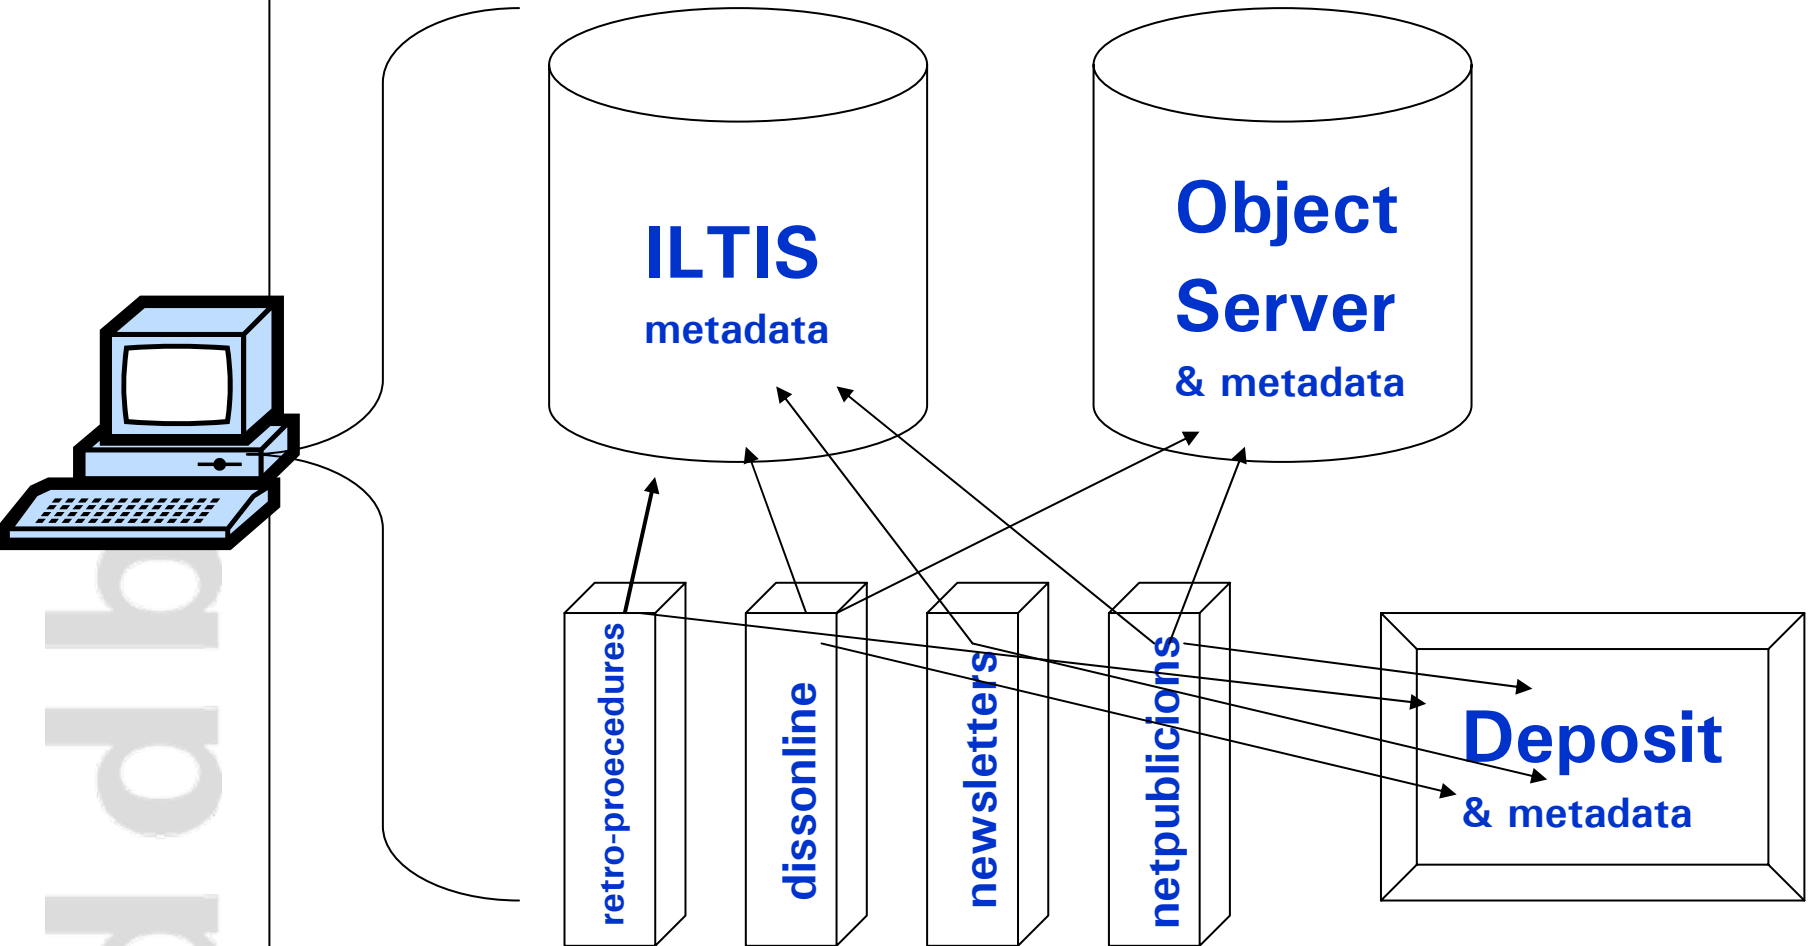 ILTIS
metadata
Object
Server
& metadata
retro-proecedures
dissonline
newsletters
netpublicions
Deposit
& metadata